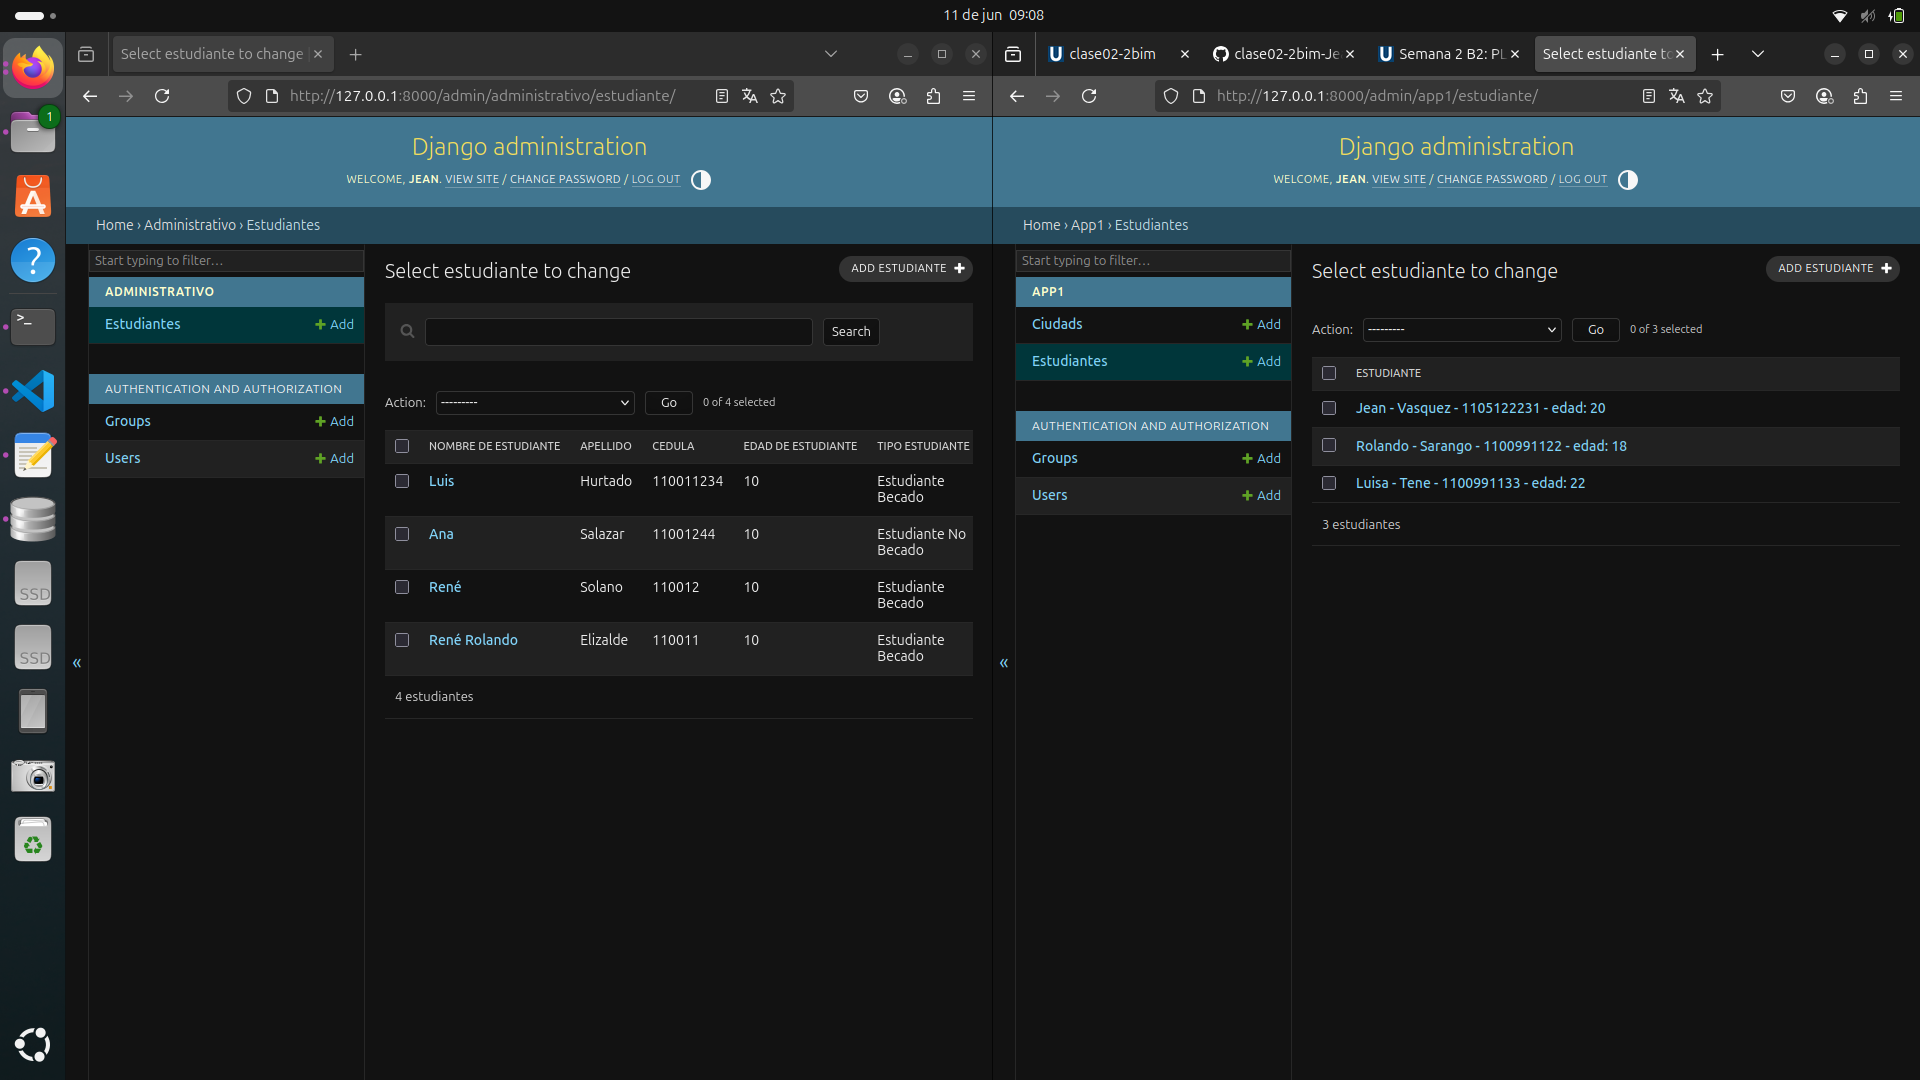 11 de jun 09:08
Select estudiante to change
http://127.0.0.1:8000/admin/administrativo/estudiante/
Django administration
WELCOME, JEAN. VIEW SITE / CHANGE PASSWORD / LOG OUT
Home › Administrativo › Estudiantes
Start typing to filter…
ADMINISTRATIVO
Estudiantes
Add
AUTHENTICATION AND AUTHORIZATION
Groups
Add
Users
Add
«
Select estudiante to change
ADD ESTUDIANTE
Search
Action:
---------
Go
0 of 4 selected
NOMBRE DE ESTUDIANTE APELLIDO CEDULA EDAD DE ESTUDIANTE TIPO ESTUDIANTE
Luis Hurtado 110011234 10 Estudiante
Becado
Ana Salazar 11001244 10 Estudiante No
Becado
René Solano 110012 10 Estudiante
Becado
René Rolando Elizalde 110011 10 Estudiante
Becado
4 estudiantes
clase02-2bim
clase02-2bim-Je
Semana 2 B2: PL
Select estudiante to
http://127.0.0.1:8000/admin/app1/estudiante/
Django administration
WELCOME, JEAN. VIEW SITE / CHANGE PASSWORD / LOG OUT
Home › App1 › Estudiantes
Start typing to filter…
APP1
Ciudads
Add
Estudiantes
Add
AUTHENTICATION AND AUTHORIZATION
Groups
Add
Users
Add
«
Select estudiante to change
ADD ESTUDIANTE
Action:
---------
Go
0 of 3 selected
ESTUDIANTE
Jean - Vasquez - 1105122231 - edad: 20
Rolando - Sarango - 1100991122 - edad: 18
Luisa - Tene - 1100991133 - edad: 22
3 estudiantes
1
SSD
SSD